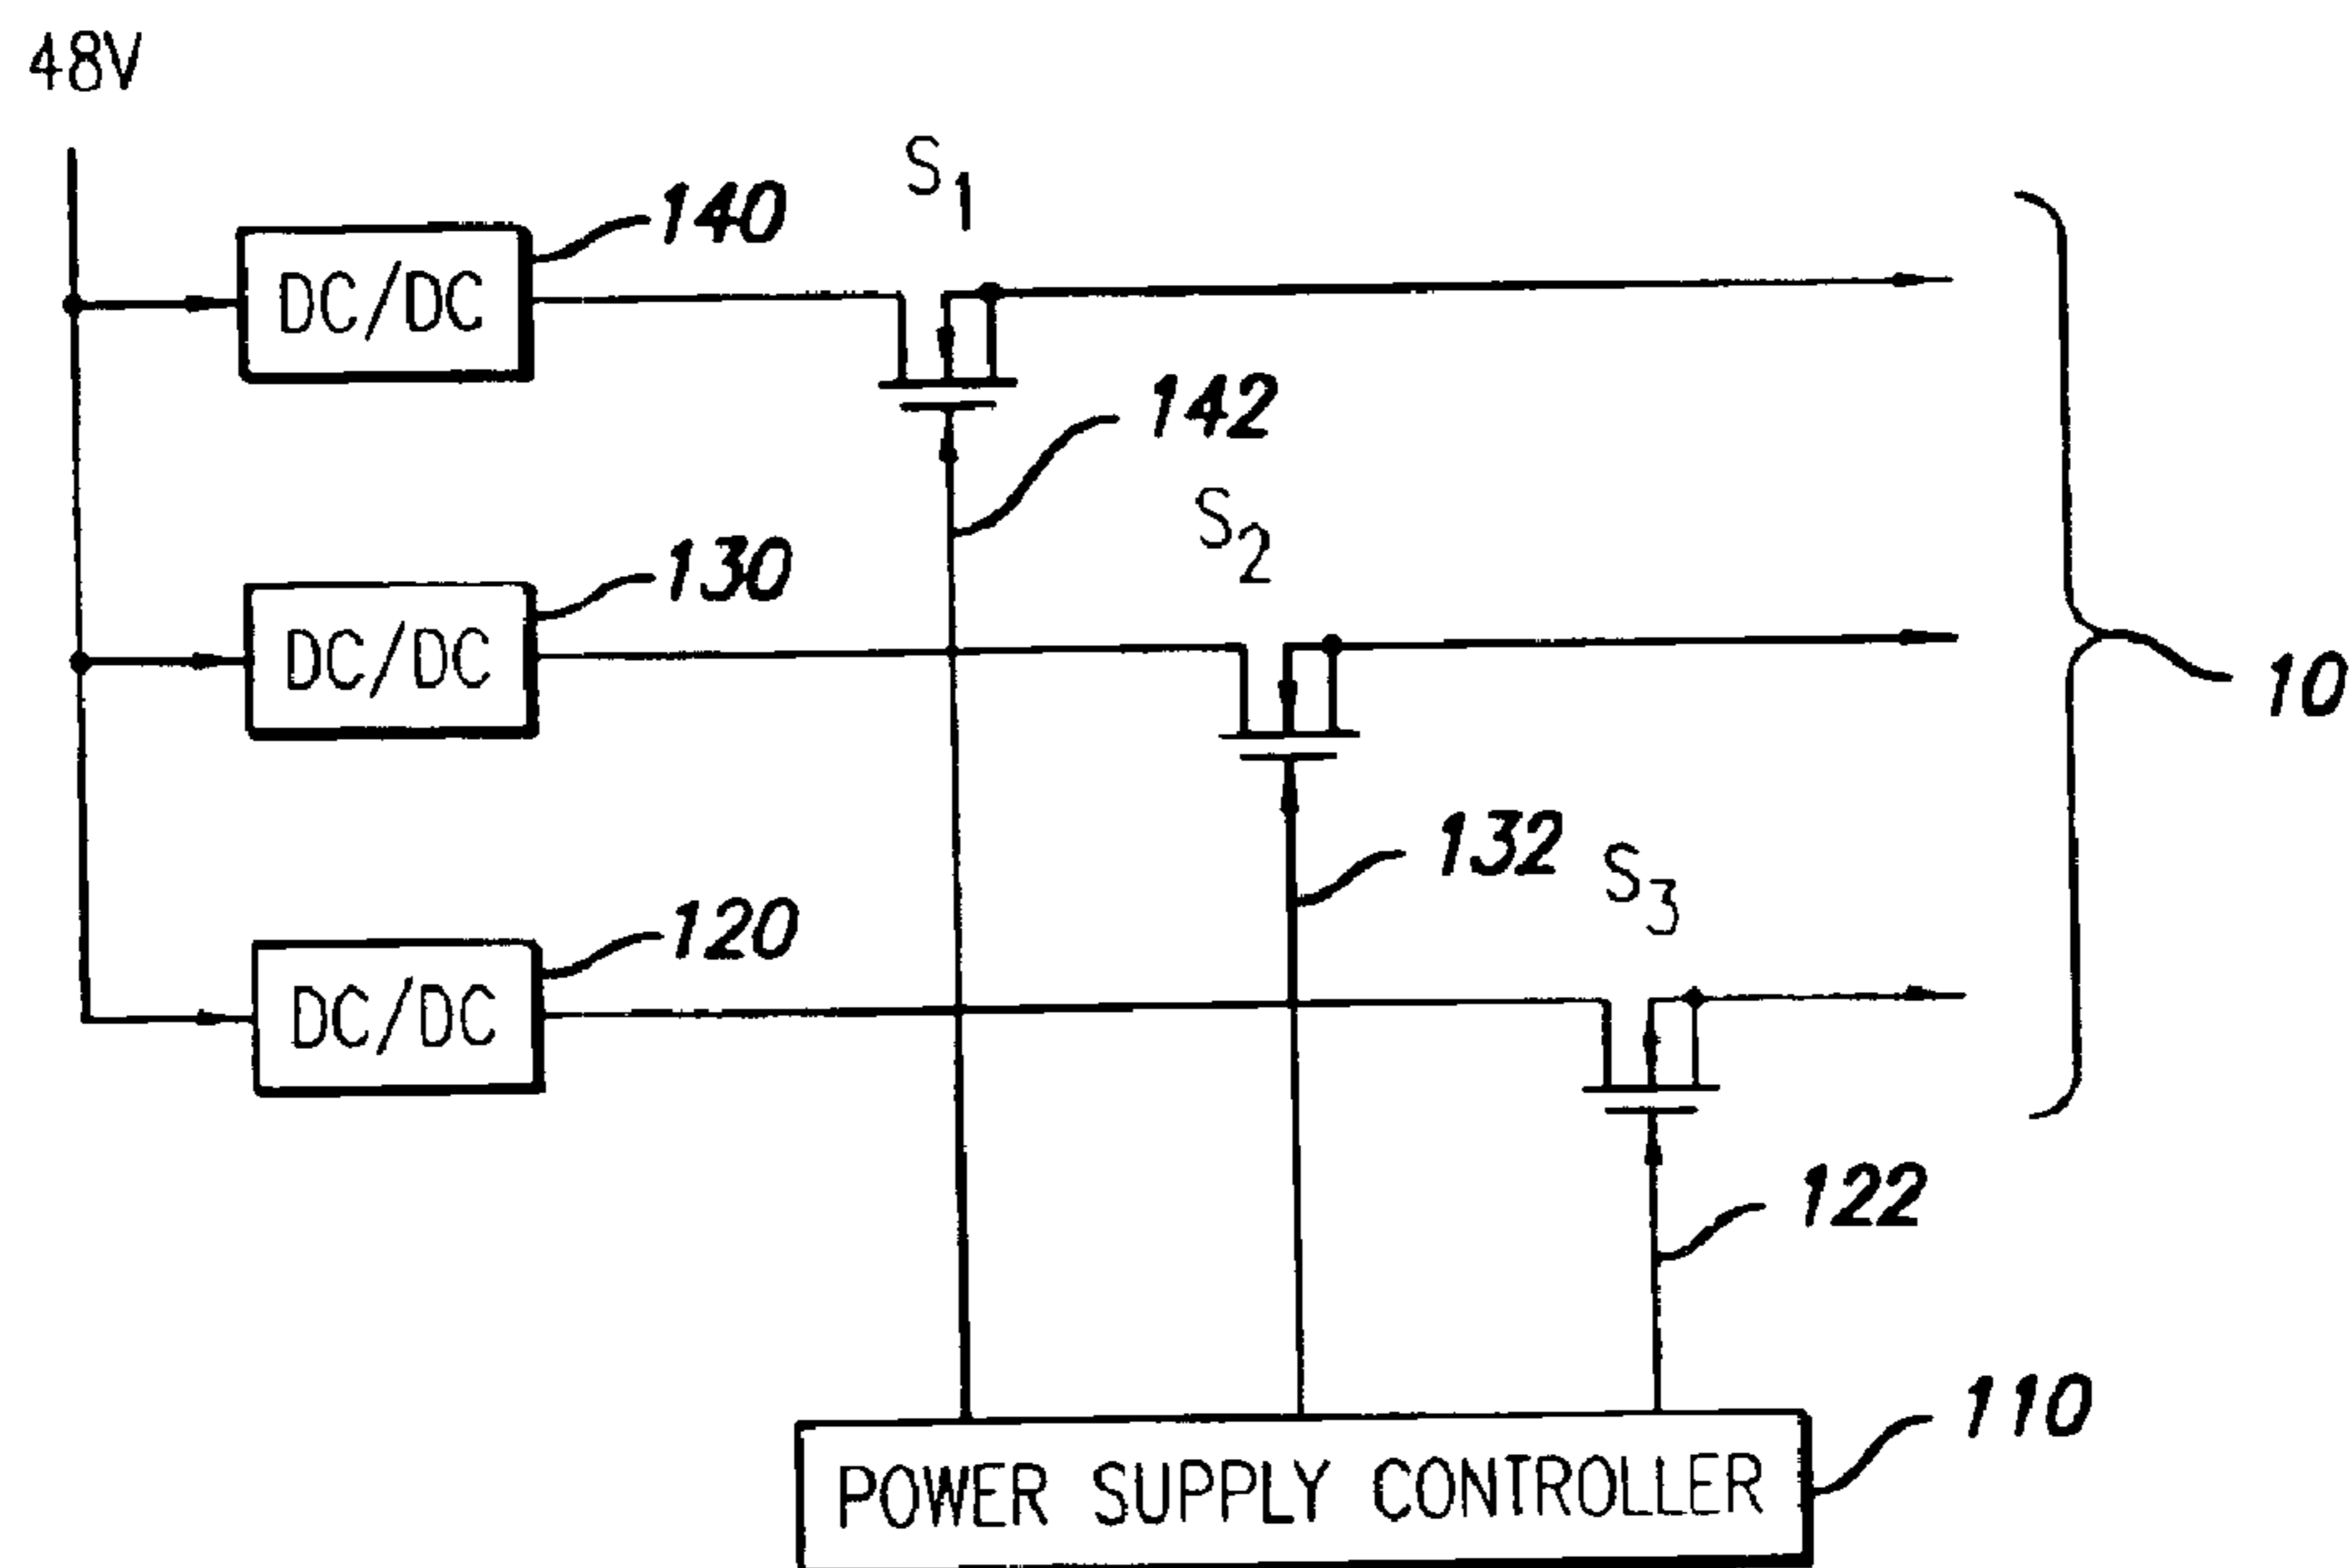 48V
S1
140
DC/DC
142
S2
130
DC/DC
10
132
S3
120
DC/DC
122
110
POWER SUPPLY CONTROLLER